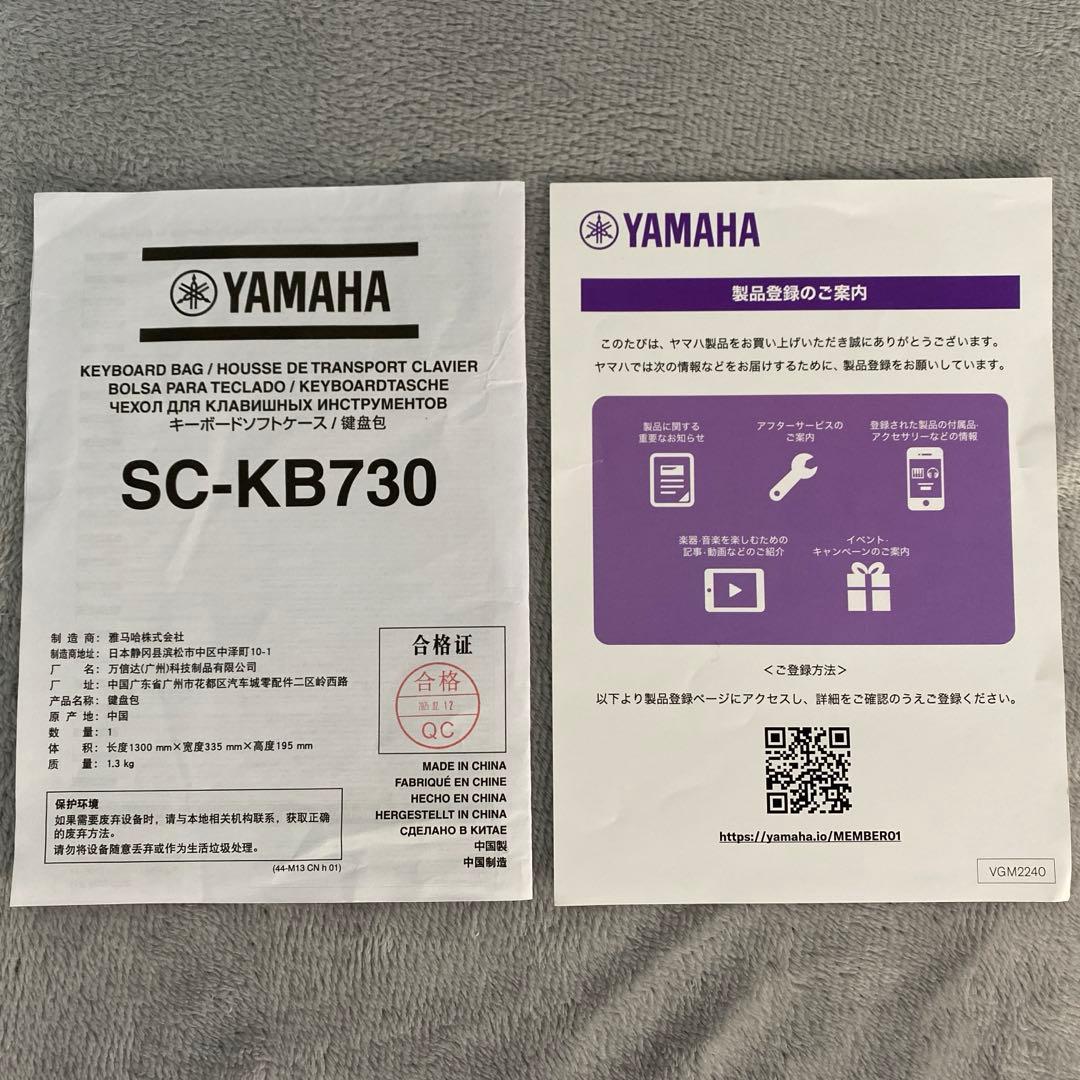 YAMAHA
KEYBOARD BAG / HOUSSE DE TRANSPORT CLAVIER
BOLSA PARA TECLADO / KEYBOARDTASCHE
ЧЕХОЛ ДЛЯ КЛАВИШНЫХ ИНСТРУМЕНТОВ
キーボードソフトケース / 键盘包
SC-KB730
制造商: 雅马哈株式会社
制造商地址: 日本静冈县滨松市中区中泽町10-1
厂名: 万信达(广州)科技制品有限公司
厂址: 中国广东省广州市花都区汽车城零配件二区岭西路
产品名称: 键盘包
原产地: 中国
数量: 1
体积: 长度1300 mm×宽度335 mm×高度195 mm
质量: 1.3 kg
保护环境
如果需要废弃设备时，请与本地相关机构联系，获取正确
的废弃方法。
请勿将设备随意丢弃或作为生活垃圾处理。
(44-M13 CN h 01)
合格证
合格
QC
MADE IN CHINA
FABRIQUÉ EN CHINE
HECHO EN CHINA
HERGESTELLT IN CHINA
СДЕЛАНО В КИТАЕ
中国製
中国制造
YAMAHA
製品登録のご案内
このたびは、ヤマハ製品をお買い上げいただき誠にありがとうございます。
ヤマハでは次の情報などをお届けするために、製品登録をお願いしています。
製品に関する
重要なお知らせ
アフターサービスの
ご案内
登録された製品の付属品・
アクセサリーなどの情報
楽器・音楽を楽しむための
記事・動画などのご紹介
イベント・
キャンペーンのご案内
＜ご登録方法＞
以下より製品登録ページにアクセスし、詳細をご確認のうえご登録ください。
https://yamaha.io/MEMBER01
VGM2240